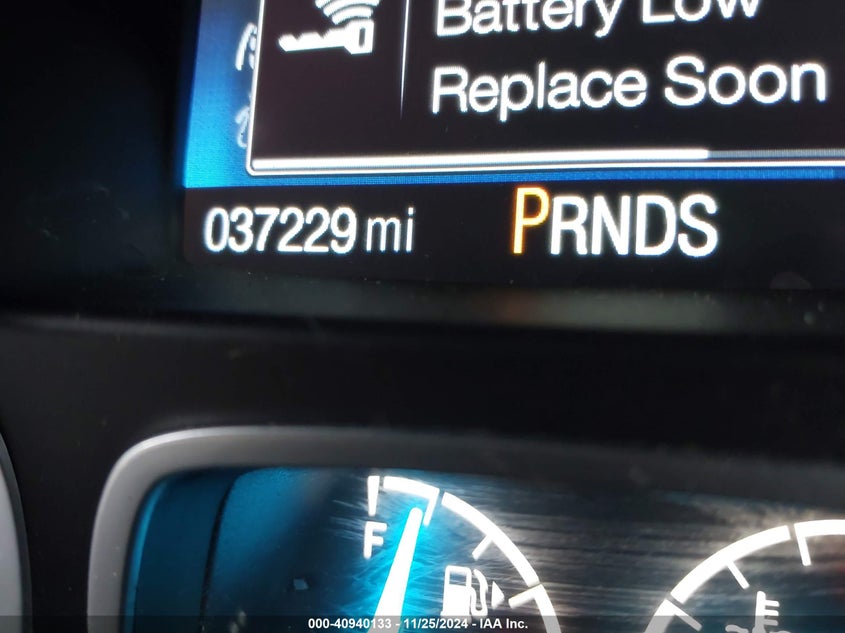 Battery Low
Replace Soon
037229 mi PRNDS
F
E
000-40940133 - 11/25/2024 - IAA Inc.